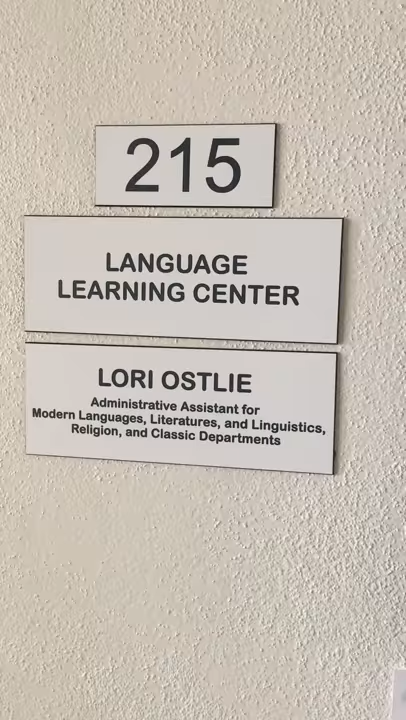 215
LANGUAGE
LEARNING CENTER
LORI OSTLIE
Administrative Assistant for
Modern Languages, Literatures, and Linguistics,
Religion, and Classic Departments